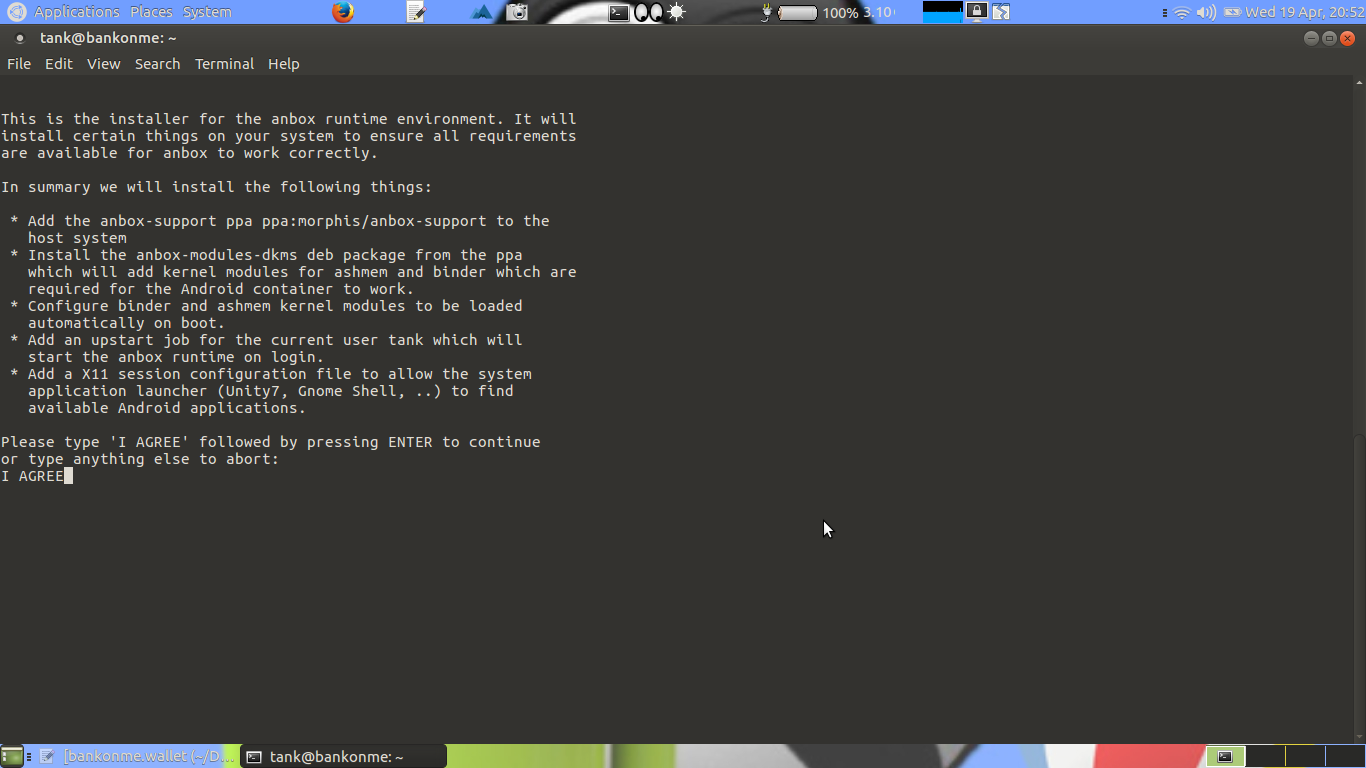 Applications Places System 100% 3.10 Wed 19 Apr, 20:52
tank@bankonme: ~
File Edit View Search Terminal Help
This is the installer for the anbox runtime environment. It will
install certain things on your system to ensure all requirements
are available for anbox to work correctly.
In summary we will install the following things:
* Add the anbox-support ppa ppa:morphis/anbox-support to the
host system
* Install the anbox-modules-dkms deb package from the ppa
which will add kernel modules for ashmem and binder which are
required for the Android container to work.
* Configure binder and ashmem kernel modules to be loaded
automatically on boot.
* Add an upstart job for the current user tank which will
start the anbox runtime on login.
* Add a X11 session configuration file to allow the system
application launcher (Unity7, Gnome Shell, ..) to find
available Android applications.
Please type 'I AGREE' followed by pressing ENTER to continue
or type anything else to abort:
I AGREE
[bankonme.wallet (~/D... tank@bankonme: ~